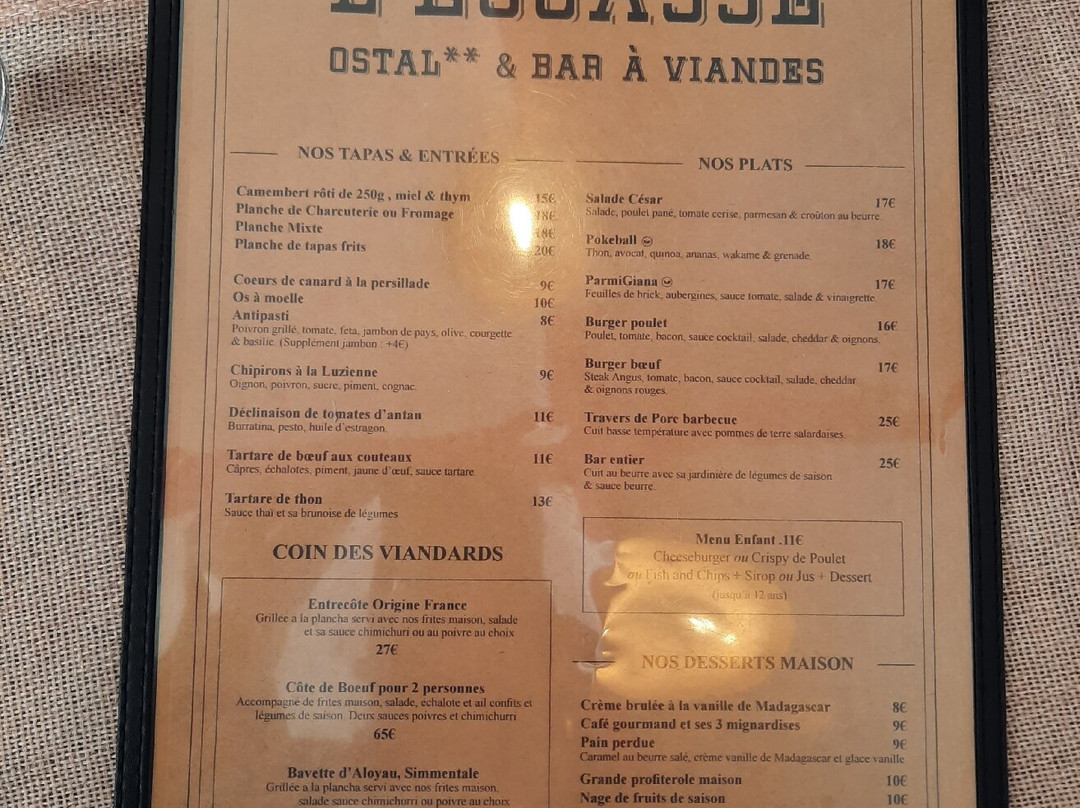 OSTAL** & BAR À VIANDES
NOS TAPAS & ENTRÉES
Camembert rôti de 250g , miel & thym 15€
Planche de Charcuterie ou Fromage 18€
Planche Mixte 18€
Planche de tapas frits 20€
Coeurs de canard à la persillade 9€
Os à moelle 10€
Antipasti 8€
Poivron grillé, tomate, feta, jambon de pays, olive, courgette
& basilic. (Supplément jambon : +4€)
Chipirons à la Luzienne 9€
Oignon, poivron, sucre, piment, cognac.
Déclinaison de tomates d'antan 11€
Burratina, pesto, huile d'estragon.
Tartare de bœuf aux couteaux 11€
Câpres, échalotes, piment, jaune d'œuf, sauce tartare
Tartare de thon 13€
Sauce thaï et sa brunoise de légumes
COIN DES VIANDARDS
Entrecôte Origine France
Grillée a la plancha servi avec nos frites maison, salade
et sa sauce chimichuri ou au poivre au choix
27€
Côte de Boeuf pour 2 personnes
Accompagné de frites maison, salade, échalote et ail confits et
légumes de saison. Deux sauces poivres et chimichurri
65€
Bavette d'Aloyau, Simmentale
Grillée a la plancha servi avec nos frites maison,
salade sauce chimichurri ou poivre au choix
NOS PLATS
Salade César 17€
Salade, poulet pané, tomate cerise, parmesan & croûton au beurre.
Pokeball 18€
Thon, avocat, quinoa, ananas, wakame & grenade.
ParmiGiana 17€
Feuilles de brick, aubergines, sauce tomate, salade & vinaigrette.
Burger poulet 16€
Poulet, tomate, bacon, sauce cocktail, salade, cheddar & oignons.
Burger bœuf 17€
Steak Angus, tomate, bacon, sauce cocktail, salade, cheddar
& oignons rouges.
Travers de Porc barbecue 25€
Cuit basse température avec pommes de terre salardaises.
Bar entier 25€
Cuit au beurre avec sa jardinière de légumes de saison
& sauce beurre.
Menu Enfant .11€
Cheeseburger ou Crispy de Poulet
ou Fish and Chips + Sirop ou Jus + Dessert
(jusqu'a 12 ans)
NOS DESSERTS MAISON
Crème brulée à la vanille de Madagascar 8€
Café gourmand et ses 3 mignardises 9€
Pain perdue 9€
Caramel au beurre salé, crème vanille de Madagascar et glace vanille
Grande profiterole maison 10€
Nage de fruits de saison 10€